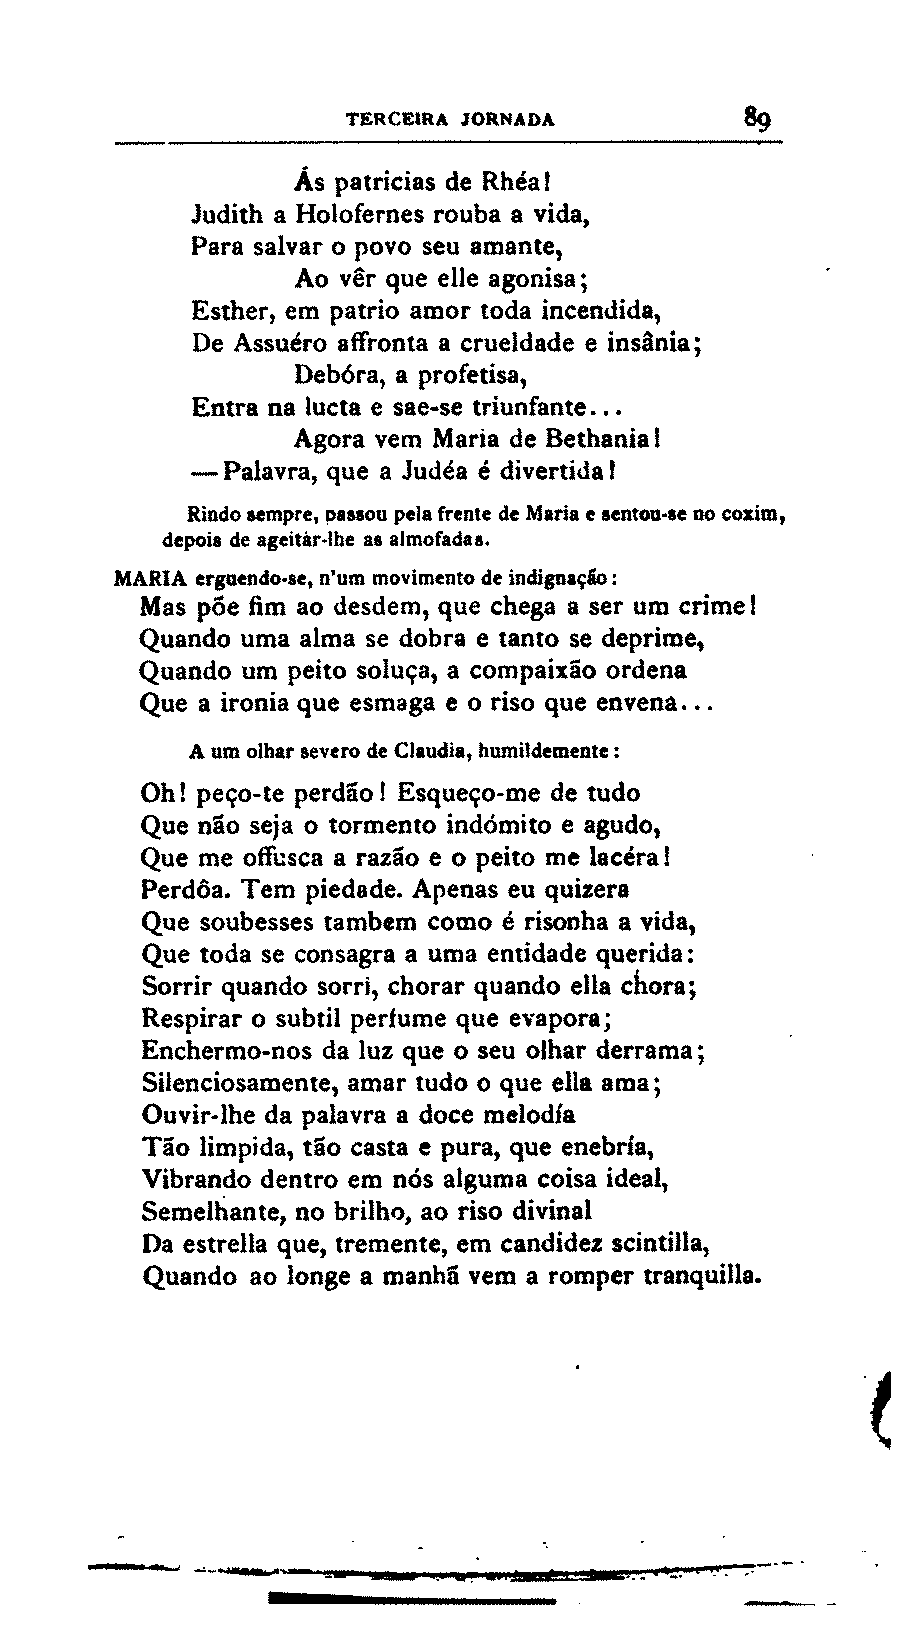 TERCEIRA JORNADA 89
Ás patricias de Rhéa!
Judith a Holofernes rouba a vida,
Para salvar o povo seu amante,
Ao vêr que elle agonisa;
Esther, em patrio amor toda incendida,
De Assuéro affronta a crueldade e insânia;
Debóra, a profetisa,
Entra na lucta e sae-se triunfante...
Agora vem Maria de Bethania!
— Palavra, que a Judéa é divertida!
Rindo sempre, passou pela frente de Maria e sentou-se no coxim,
depois de ageitár-lhe as almofadas.
MARIA erguendo-se, n'um movimento de indignação:
Mas põe fim ao desdem, que chega a ser um crime!
Quando uma alma se dobra e tanto se deprime,
Quando um peito soluça, a compaixão ordena
Que a ironia que esmaga e o riso que envena...
A um olhar severo de Claudia, humildemente:
Oh! peço-te perdão! Esqueço-me de tudo
Que não seja o tormento indómito e agudo,
Que me offusca a razão e o peito me lacéra!
Perdôa. Tem piedade. Apenas eu quizera
Que soubesses tambem como é risonha a vida,
Que toda se consagra a uma entidade querida:
Sorrir quando sorri, chorar quando ella chora;
Respirar o subtil perfume que evapora;
Enchermo-nos da luz que o seu olhar derrama;
Silenciosamente, amar tudo o que ella ama;
Ouvir-lhe da palavra a doce melodía
Tão limpida, tão casta e pura, que enebría,
Vibrando dentro em nós alguma coisa ideal,
Semelhante, no brilho, ao riso divinal
Da estrella que, tremente, em candidez scintilla,
Quando ao longe a manhã vem a romper tranquilla.